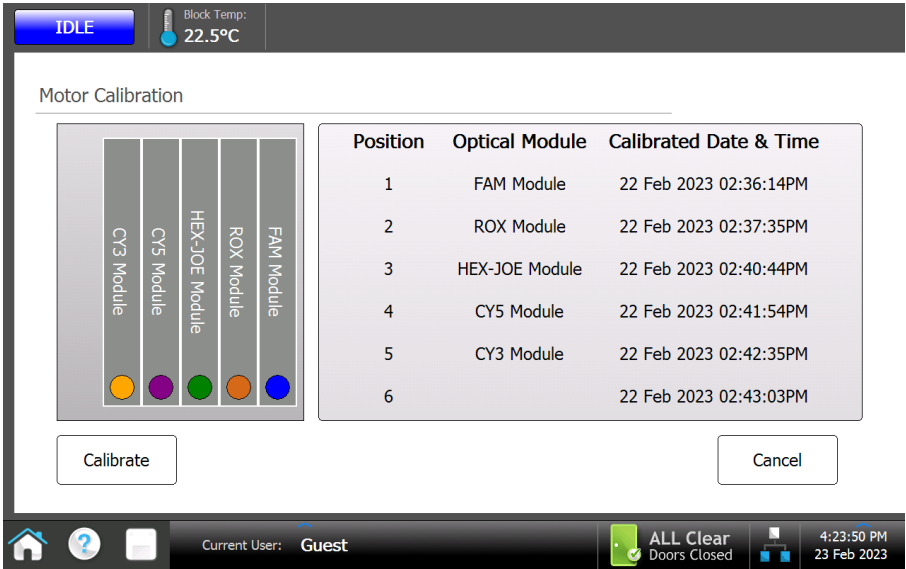 IDLE
Block Temp:
22.5°C
Motor Calibration
CY3 Module
CY5 Module
HEX-JOE Module
ROX Module
FAM Module
Position Optical Module Calibrated Date & Time
1 FAM Module 22 Feb 2023 02:36:14PM
2 ROX Module 22 Feb 2023 02:37:35PM
3 HEX-JOE Module 22 Feb 2023 02:40:44PM
4 CY5 Module 22 Feb 2023 02:41:54PM
5 CY3 Module 22 Feb 2023 02:42:35PM
6 22 Feb 2023 02:43:03PM
Calibrate
Cancel
?
Current User: Guest
ALL Clear
Doors Closed
4:23:50 PM
23 Feb 2023